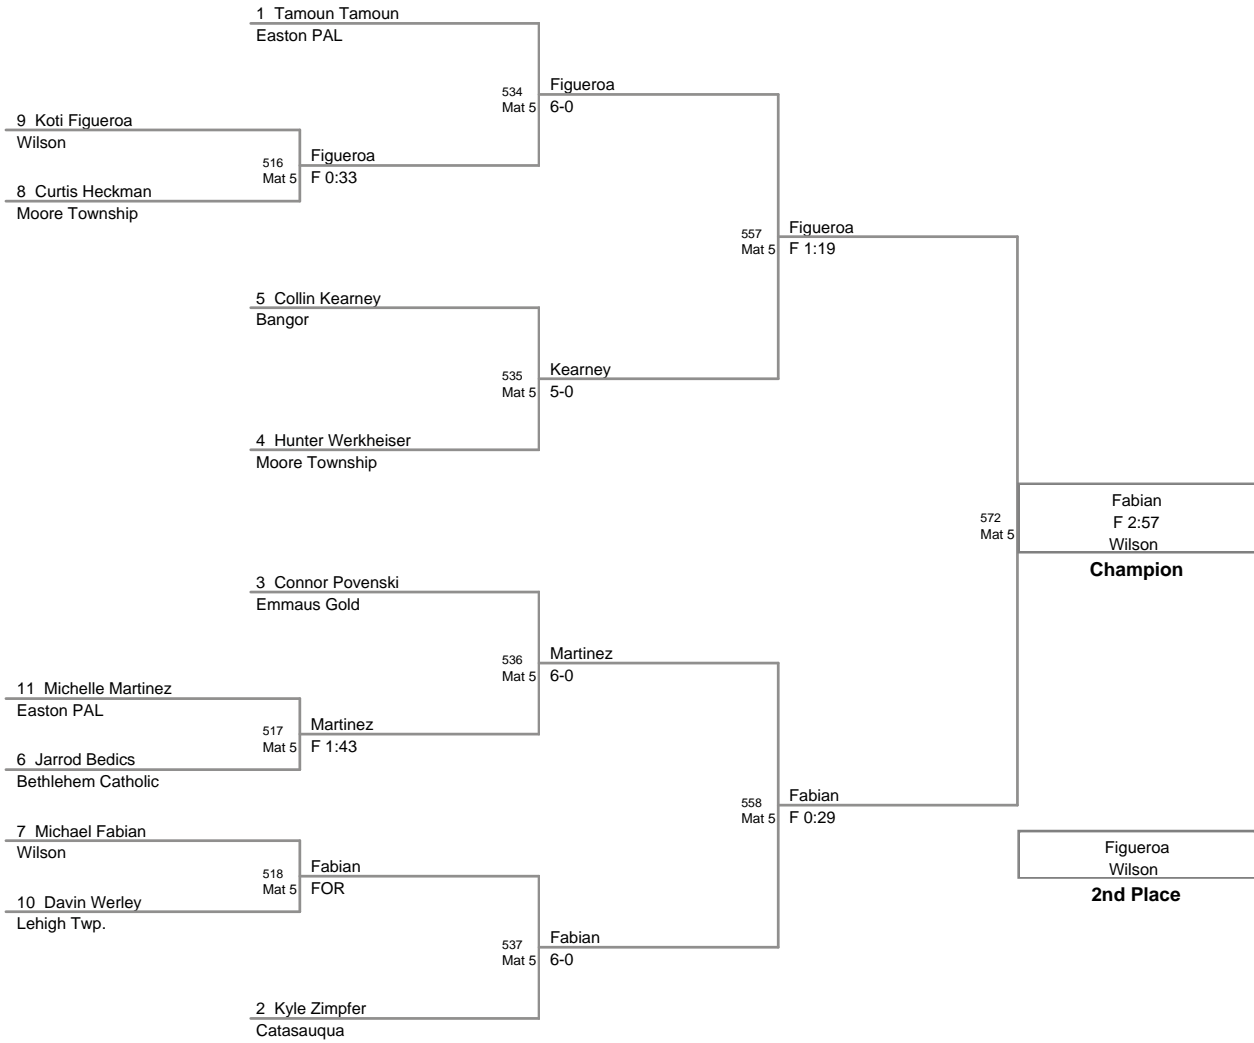 1 Tamoun Tamoun
Easton PAL
534
Mat 5
Figueroa
6-0
9 Koti Figueroa
Wilson
516
Mat 5
Figueroa
F 0:33
8 Curtis Heckman
Moore Township
557
Mat 5
Figueroa
F 1:19
5 Collin Kearney
Bangor
535
Mat 5
Kearney
5-0
4 Hunter Werkheiser
Moore Township
572
Mat 5
Fabian
F 2:57
Wilson
Champion
3 Connor Povenski
Emmaus Gold
536
Mat 5
Martinez
6-0
11 Michelle Martinez
Easton PAL
517
Mat 5
Martinez
F 1:43
6 Jarrod Bedics
Bethlehem Catholic
558
Mat 5
Fabian
F 0:29
7 Michael Fabian
Wilson
518
Mat 5
Fabian
FOR
10 Davin Werley
Lehigh Twp.
Figueroa
Wilson
2nd Place
537
Mat 5
Fabian
6-0
2 Kyle Zimpfer
Catasauqua